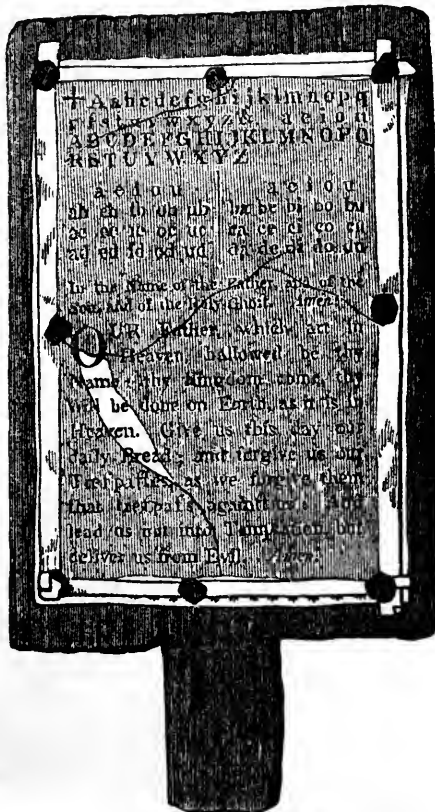 +Aabcdefghijklmnopq
rſstuvwxyz& aeiou
ABCDEFGHIJKLMNOPQ
RSTUVWXYZ
a e i o u a e i o u
ab eb ib ob ub ba be bi bo bu
ac ec ic oc uc ca ce ci co cu
ad ed id od ud da de di do du
In the Name of the Father, and of the
Son, and of the Holy Ghoſt. Amen.
OUR Father, which art in
Heaven, hallowed be thy
Name; thy Kingdom come, thy
Will be done on Earth, as it is in
Heaven. Give us this day our
daily Bread; and forgive us our
Treſpaſſes, as we forgive them
that treſpaſs againſt us: And
lead us not into Temptation, but
deliver us from Evil. Amen.